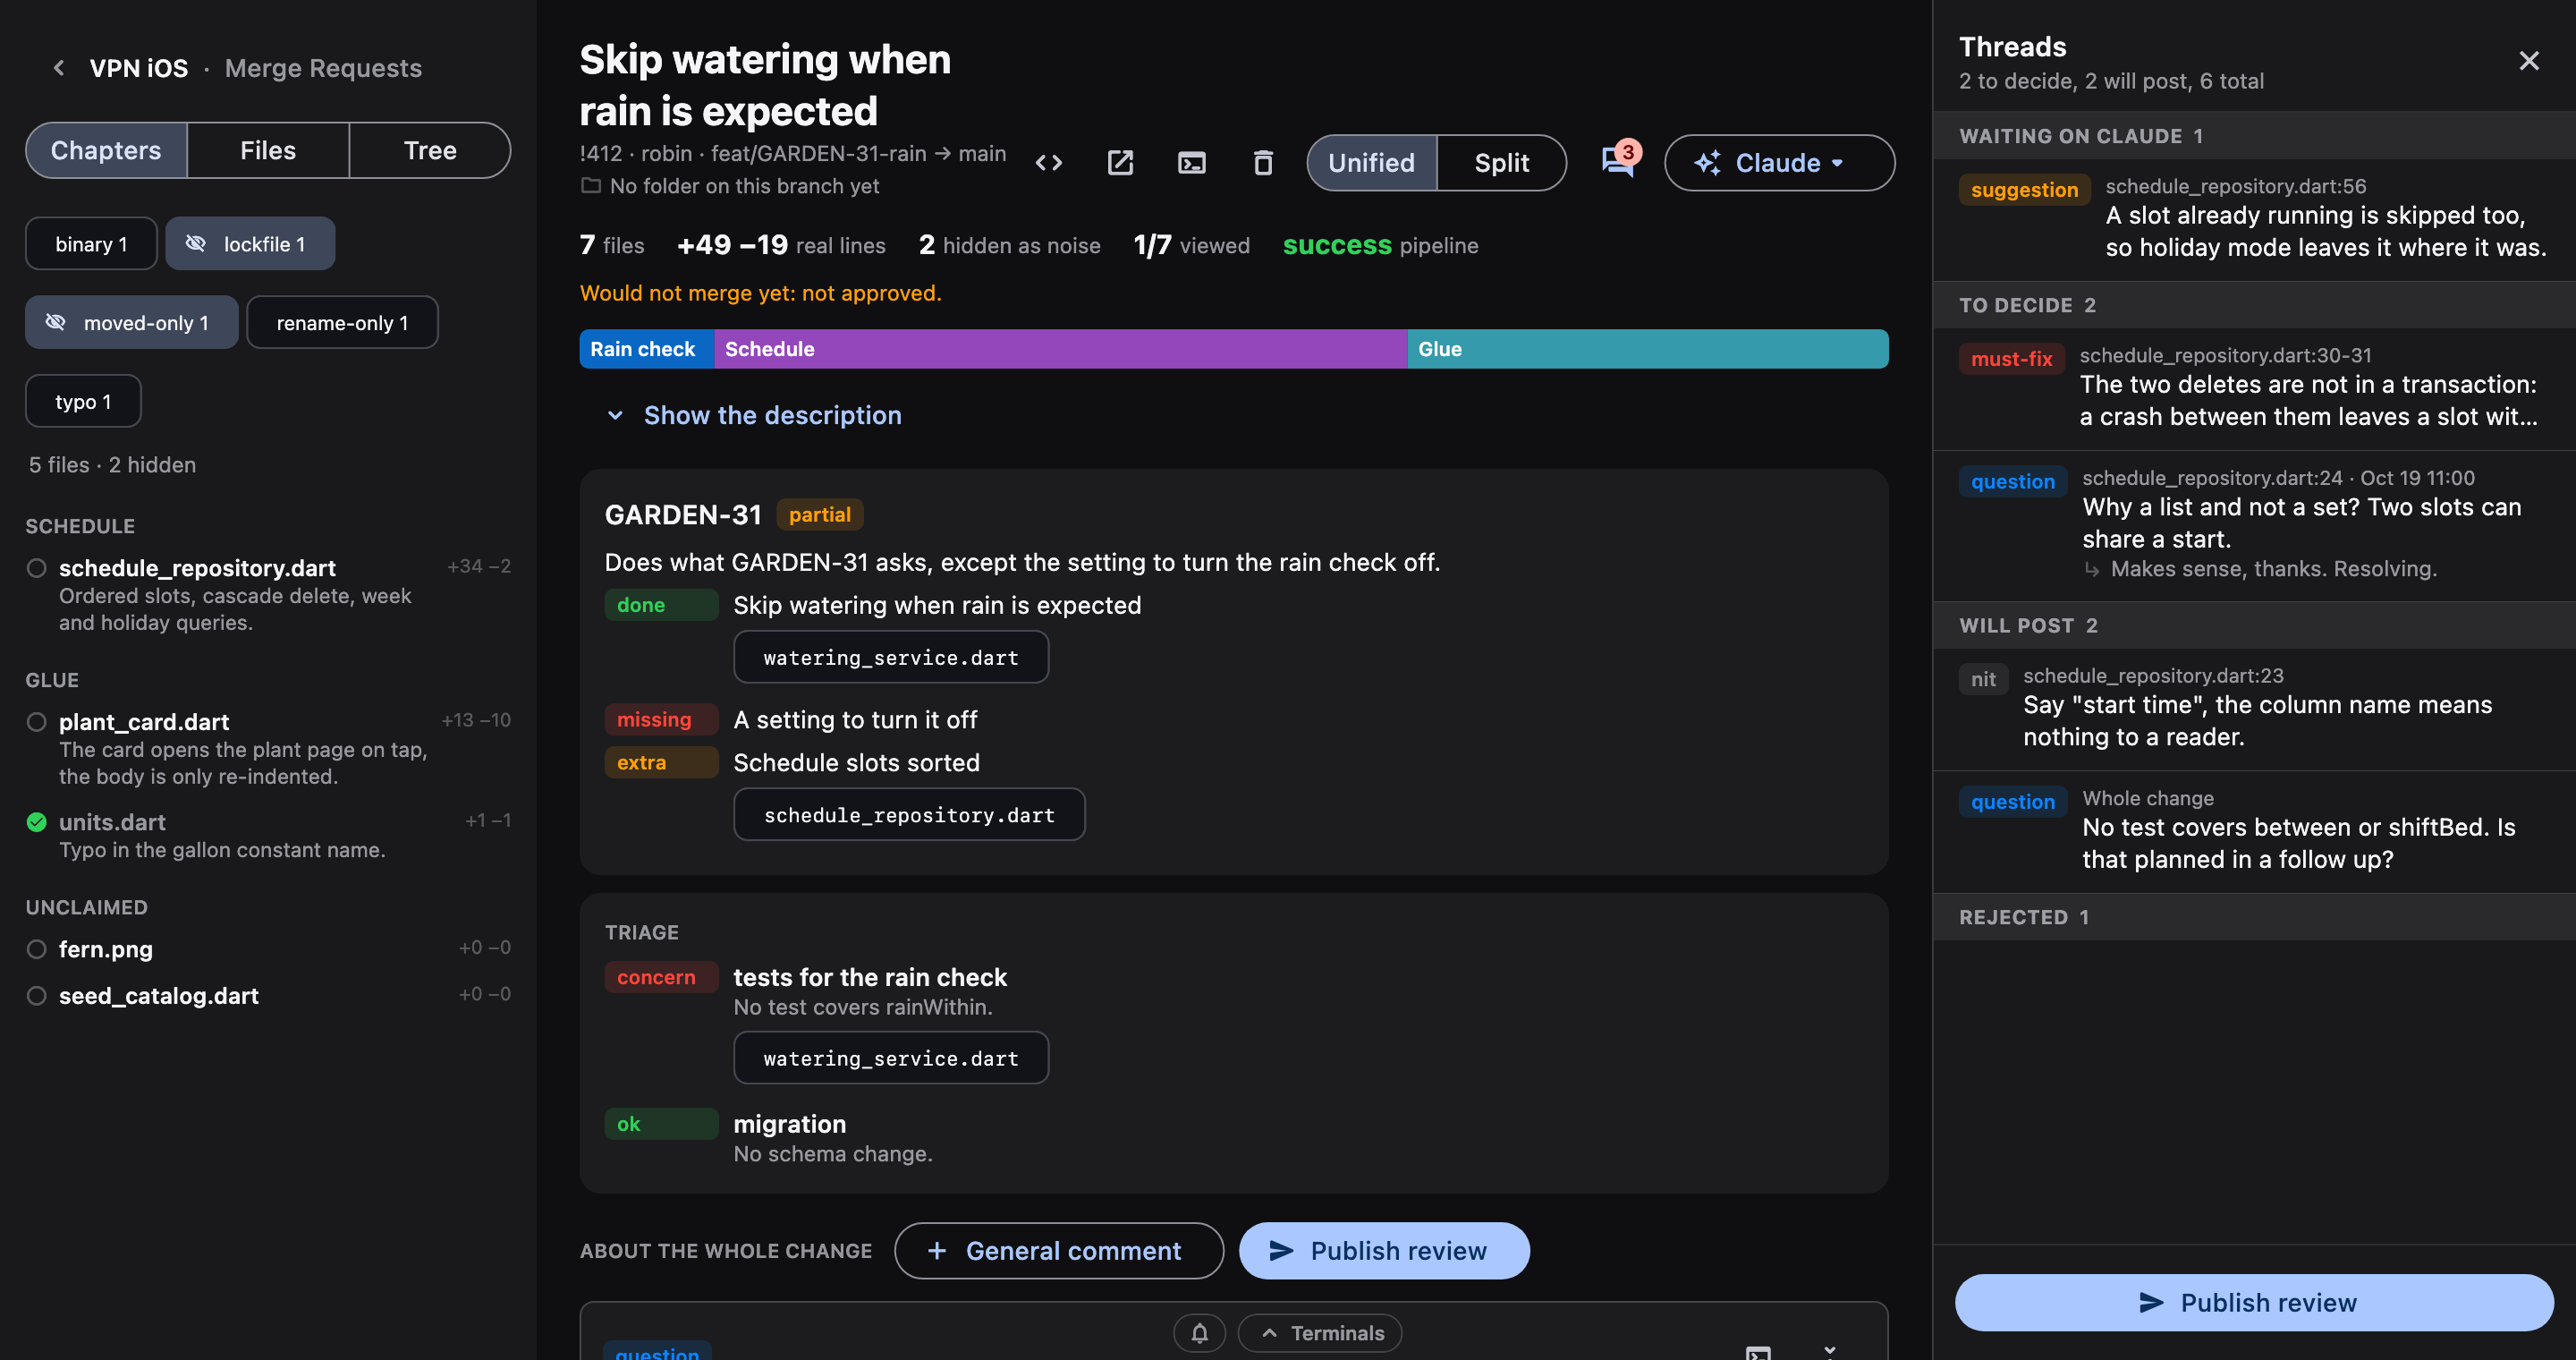 VPN iOS · Merge Requests
Chapters
Files
Tree
binary 1
lockfile 1
moved-only 1
rename-only 1
typo 1
5 files · 2 hidden
SCHEDULE
schedule_repository.dart +34 −2
Ordered slots, cascade delete, week
and holiday queries.
GLUE
plant_card.dart +13 −10
The card opens the plant page on tap,
the body is only re-indented.
units.dart +1 −1
Typo in the gallon constant name.
UNCLAIMED
fern.png +0 −0
seed_catalog.dart +0 −0
Skip watering when
rain is expected
!412 · robin · feat/GARDEN-31-rain → main
No folder on this branch yet
Unified
Split
3
Claude
7 files +49 −19 real lines 2 hidden as noise 1/7 viewed success pipeline
Would not merge yet: not approved.
Rain check
Schedule
Glue
Show the description
GARDEN-31 partial
Does what GARDEN-31 asks, except the setting to turn the rain check off.
done Skip watering when rain is expected
watering_service.dart
missing A setting to turn it off
extra Schedule slots sorted
schedule_repository.dart
TRIAGE
concern tests for the rain check
No test covers rainWithin.
watering_service.dart
ok migration
No schema change.
ABOUT THE WHOLE CHANGE
+ General comment
Publish review
question
Terminals
Threads
2 to decide, 2 will post, 6 total
WAITING ON CLAUDE 1
suggestion schedule_repository.dart:56
A slot already running is skipped too,
so holiday mode leaves it where it was.
TO DECIDE 2
must-fix schedule_repository.dart:30-31
The two deletes are not in a transaction:
a crash between them leaves a slot wit...
question schedule_repository.dart:24 · Oct 19 11:00
Why a list and not a set? Two slots can
share a start.
Makes sense, thanks. Resolving.
WILL POST 2
nit schedule_repository.dart:23
Say "start time", the column name means
nothing to a reader.
question Whole change
No test covers between or shiftBed. Is
that planned in a follow up?
REJECTED 1
Publish review